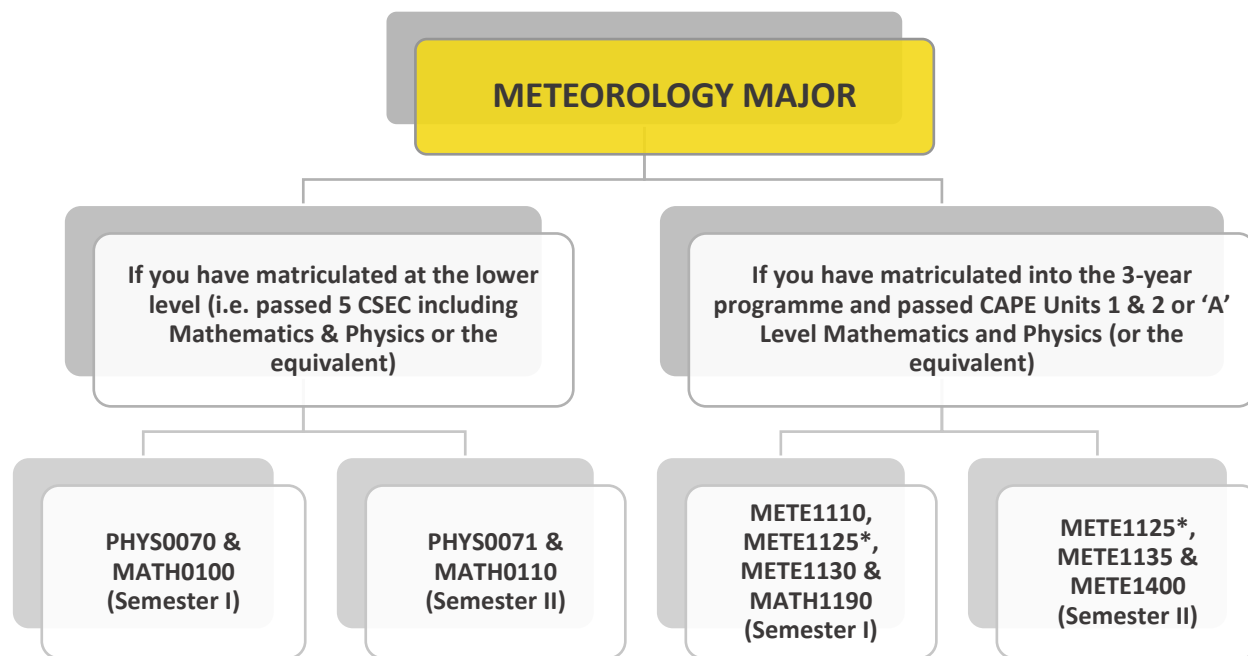 METEOROLOGY MAJOR
If you have matriculated at the lower
level (i.e. passed 5 CSEC including
Mathematics & Physics or the
equivalent)
If you have matriculated into the 3-year
programme and passed CAPE Units 1 & 2 or ‘A’
Level Mathematics and Physics (or the
equivalent)
PHYS0070 &
MATH0100
(Semester I)
PHYS0071 &
MATH0110
(Semester II)
METE1110,
METE1125*,
METE1130 &
MATH1190
(Semester I)
METE1125*,
METE1135 &
METE1400
(Semester II)